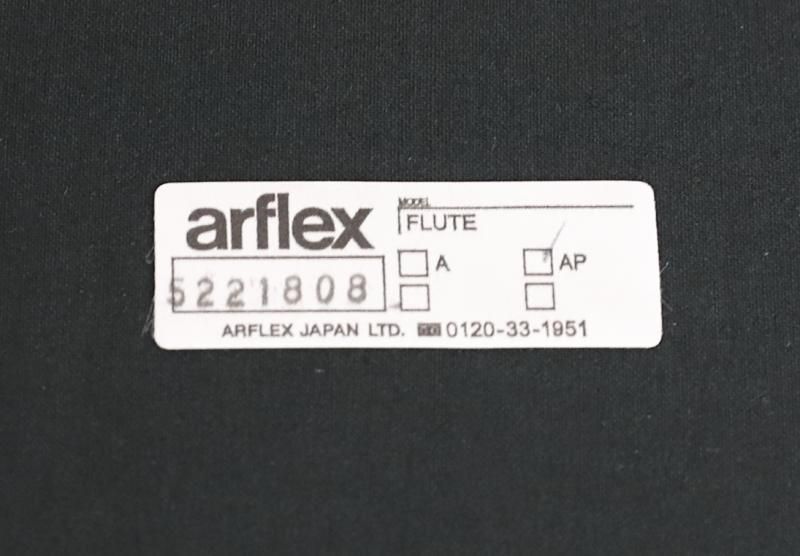 arflex
MODEL
FLUTE
A
AP
5221808
ARFLEX JAPAN LTD. 0120-33-1951